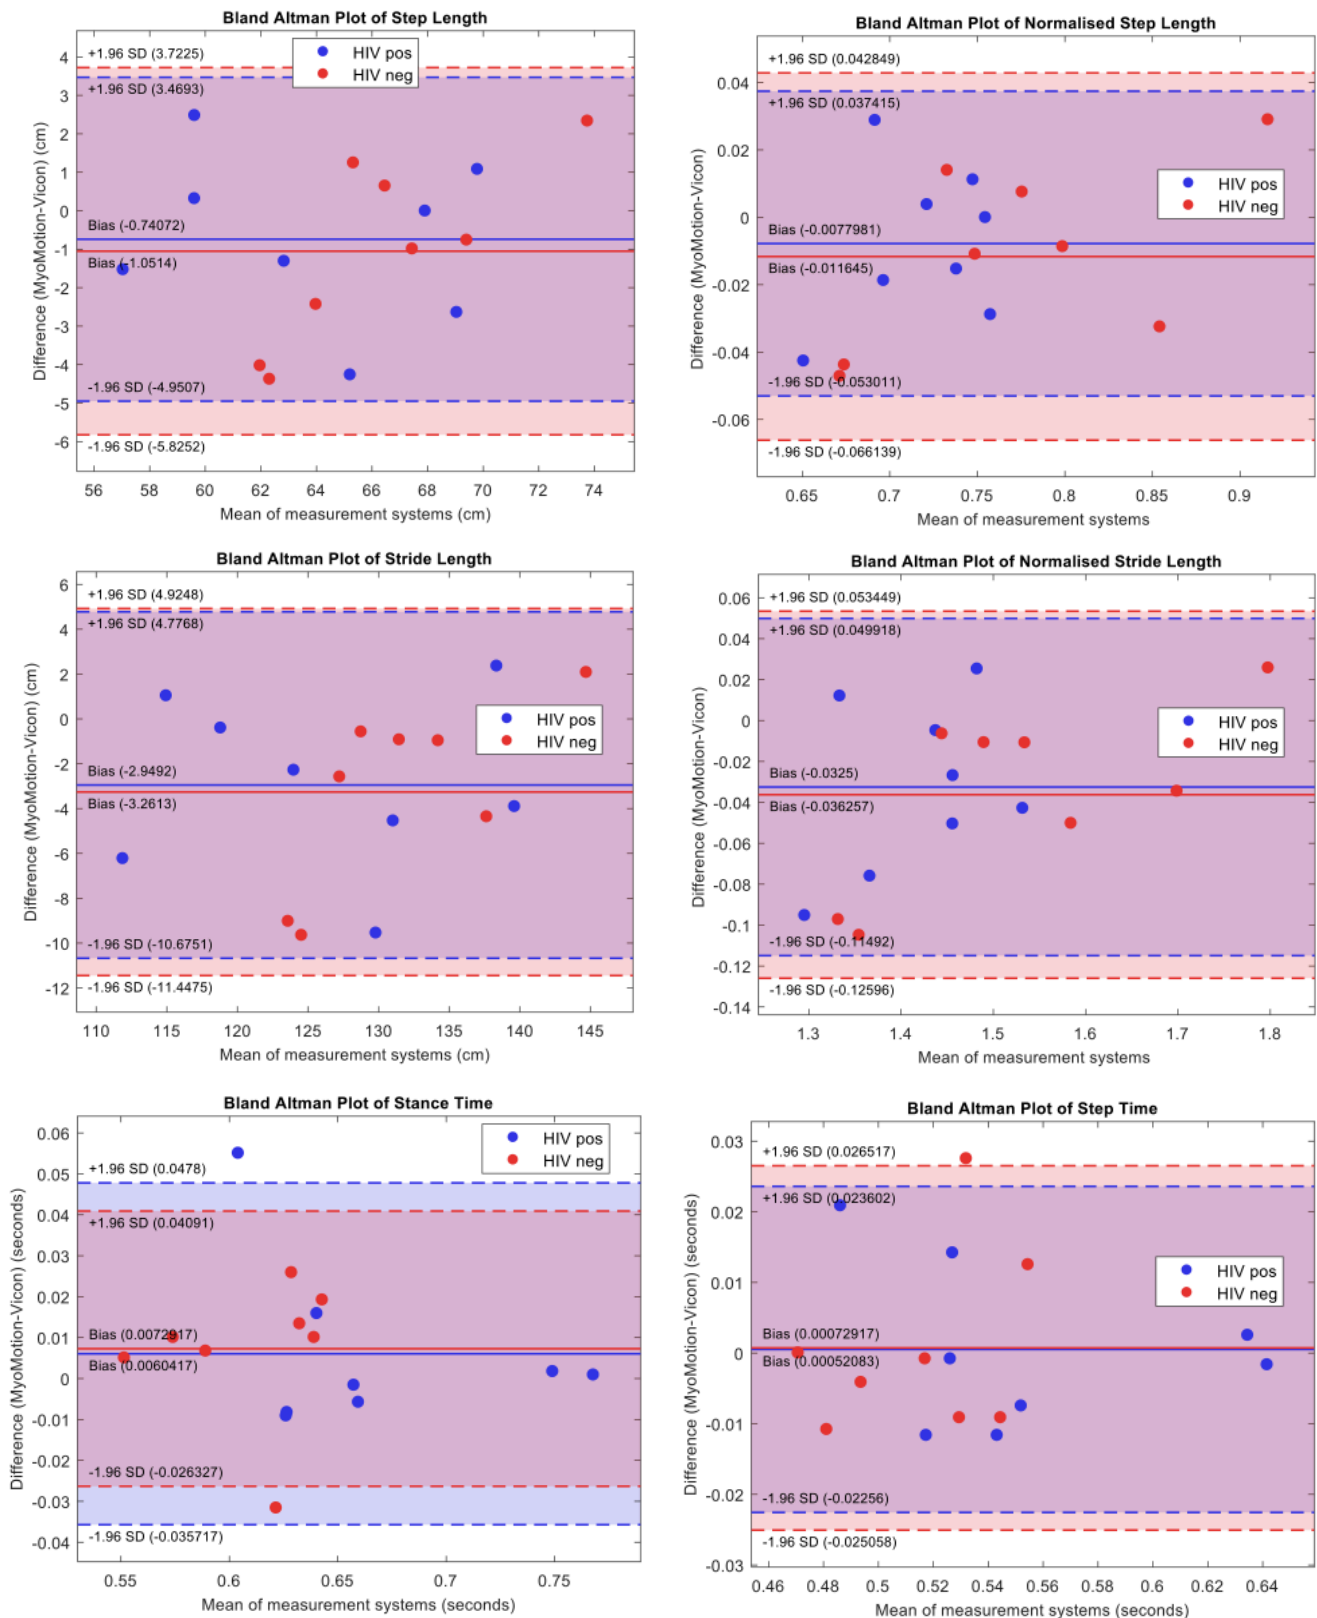 Bland Altman Plot of Step Length
+1.96 SD (3.7225)
HIV pos
HIV neg
+1.96 SD (3.4693)
Bias (-0.74072)
Bias (-1.0514)
-1.96 SD (-4.9507)
-1.96 SD (-5.8252)
4
3
2
1
0
-1
-2
-3
-4
-5
-6
Difference (MyoMotion-Vicon) (cm)
56 58 60 62 64 66 68 70 72 74
Mean of measurement systems (cm)
Bland Altman Plot of Normalised Step Length
+1.96 SD (0.042849)
+1.96 SD (0.037415)
HIV pos
HIV neg
Bias (-0.0077981)
Bias (-0.011645)
-1.96 SD (-0.053011)
-1.96 SD (-0.066139)
0.04
0.02
0
-0.02
-0.04
-0.06
Difference (MyoMotion-Vicon)
0.65 0.7 0.75 0.8 0.85 0.9
Mean of measurement systems
Bland Altman Plot of Stride Length
+1.96 SD (4.9248)
+1.96 SD (4.7768)
HIV pos
HIV neg
Bias (-2.9492)
Bias (-3.2613)
-1.96 SD (-10.6751)
-1.96 SD (-11.4475)
6
4
2
0
-2
-4
-6
-8
-10
-12
Difference (MyoMotion-Vicon) (cm)
110 115 120 125 130 135 140 145
Mean of measurement systems (cm)
Bland Altman Plot of Normalised Stride Length
+1.96 SD (0.053449)
+1.96 SD (0.049918)
HIV pos
HIV neg
Bias (-0.0325)
Bias (-0.036257)
-1.96 SD (-0.11492)
-1.96 SD (-0.12596)
0.06
0.04
0.02
0
-0.02
-0.04
-0.06
-0.08
-0.1
-0.12
-0.14
Difference (MyoMotion-Vicon)
1.3 1.4 1.5 1.6 1.7 1.8
Mean of measurement systems
Bland Altman Plot of Stance Time
HIV pos
HIV neg
+1.96 SD (0.0478)
+1.96 SD (0.04091)
Bias (0.0072917)
Bias (0.0060417)
-1.96 SD (-0.026327)
-1.96 SD (-0.035717)
0.06
0.05
0.04
0.03
0.02
0.01
0
-0.01
-0.02
-0.03
-0.04
Difference (MyoMotion-Vicon) (seconds)
0.55 0.6 0.65 0.7 0.75
Mean of measurement systems (seconds)
Bland Altman Plot of Step Time
+1.96 SD (0.026517)
+1.96 SD (0.023602)
HIV pos
HIV neg
Bias (0.00072917)
Bias (0.00052083)
-1.96 SD (-0.02256)
-1.96 SD (-0.025058)
0.03
0.02
0.01
0
-0.01
-0.02
-0.03
Difference (MyoMotion-Vicon) (seconds)
0.46 0.48 0.5 0.52 0.54 0.56 0.58 0.6 0.62 0.64
Mean of measurement systems (seconds)